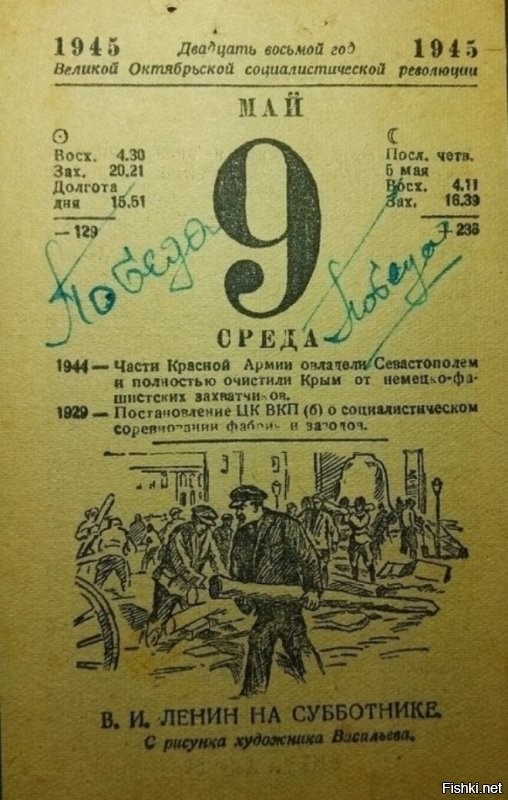 1945 Двадцать восьмой год 1945
Великой Октябрьской социалистической революции
МАЙ
Восх. 4.30
Зах. 20.21
Долгота
дня 15.51
— 129
9
Посл. четв.
5 мая
Восх. 4.11
Зах. 16.39
— 236
Победа
Победа
СРЕДА
1944 — Части Красной Армии овладели Севастополем
и полностью очистили Крым от немецко-фа-
шистских захватчиков.
1929 — Постановление ЦК ВКП (б) о социалистическом
соревновании фабрик и заводов.
В. И. ЛЕНИН НА СУББОТНИКЕ.
С рисунка художника Васильева.
Fishki.net